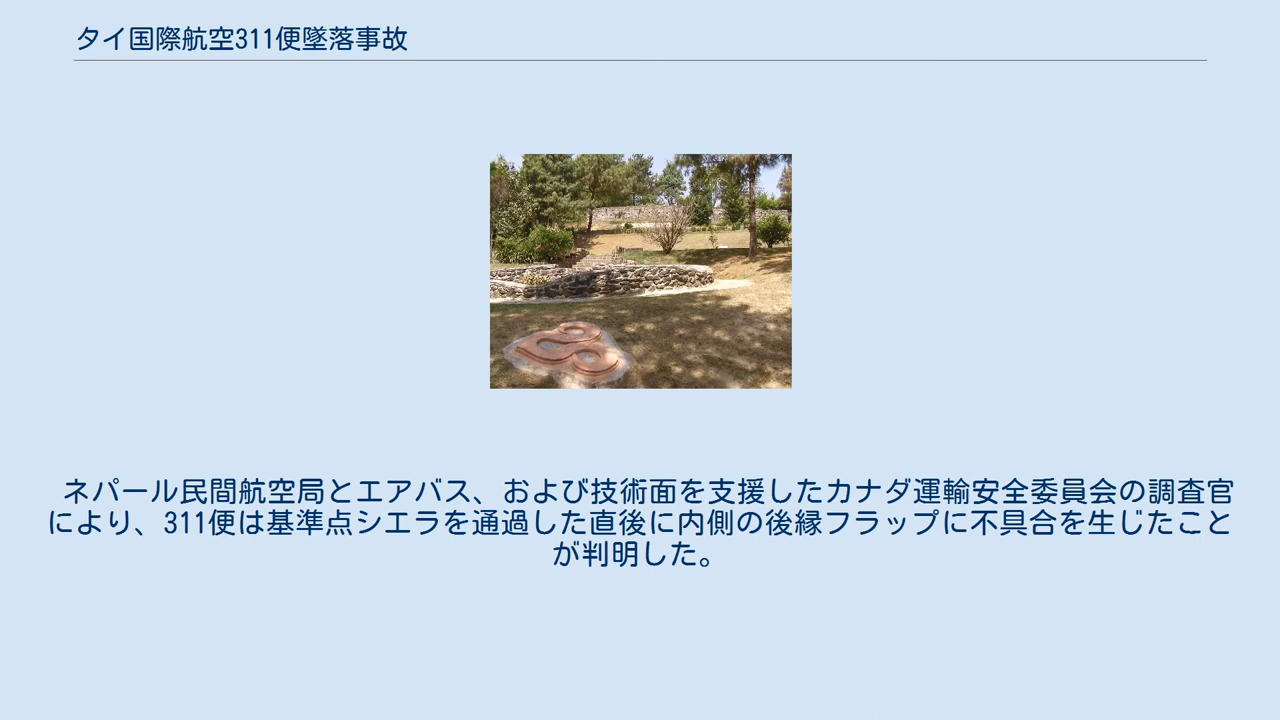 タイ国際航空311便墜落事故
ネパール民間航空局とエアバス、および技術面を支援したカナダ運輸安全委員会の調査官
により、311便は基準点シエラを通過した直後に内側の後縁フラップに不具合を生じたこと
が判明した。